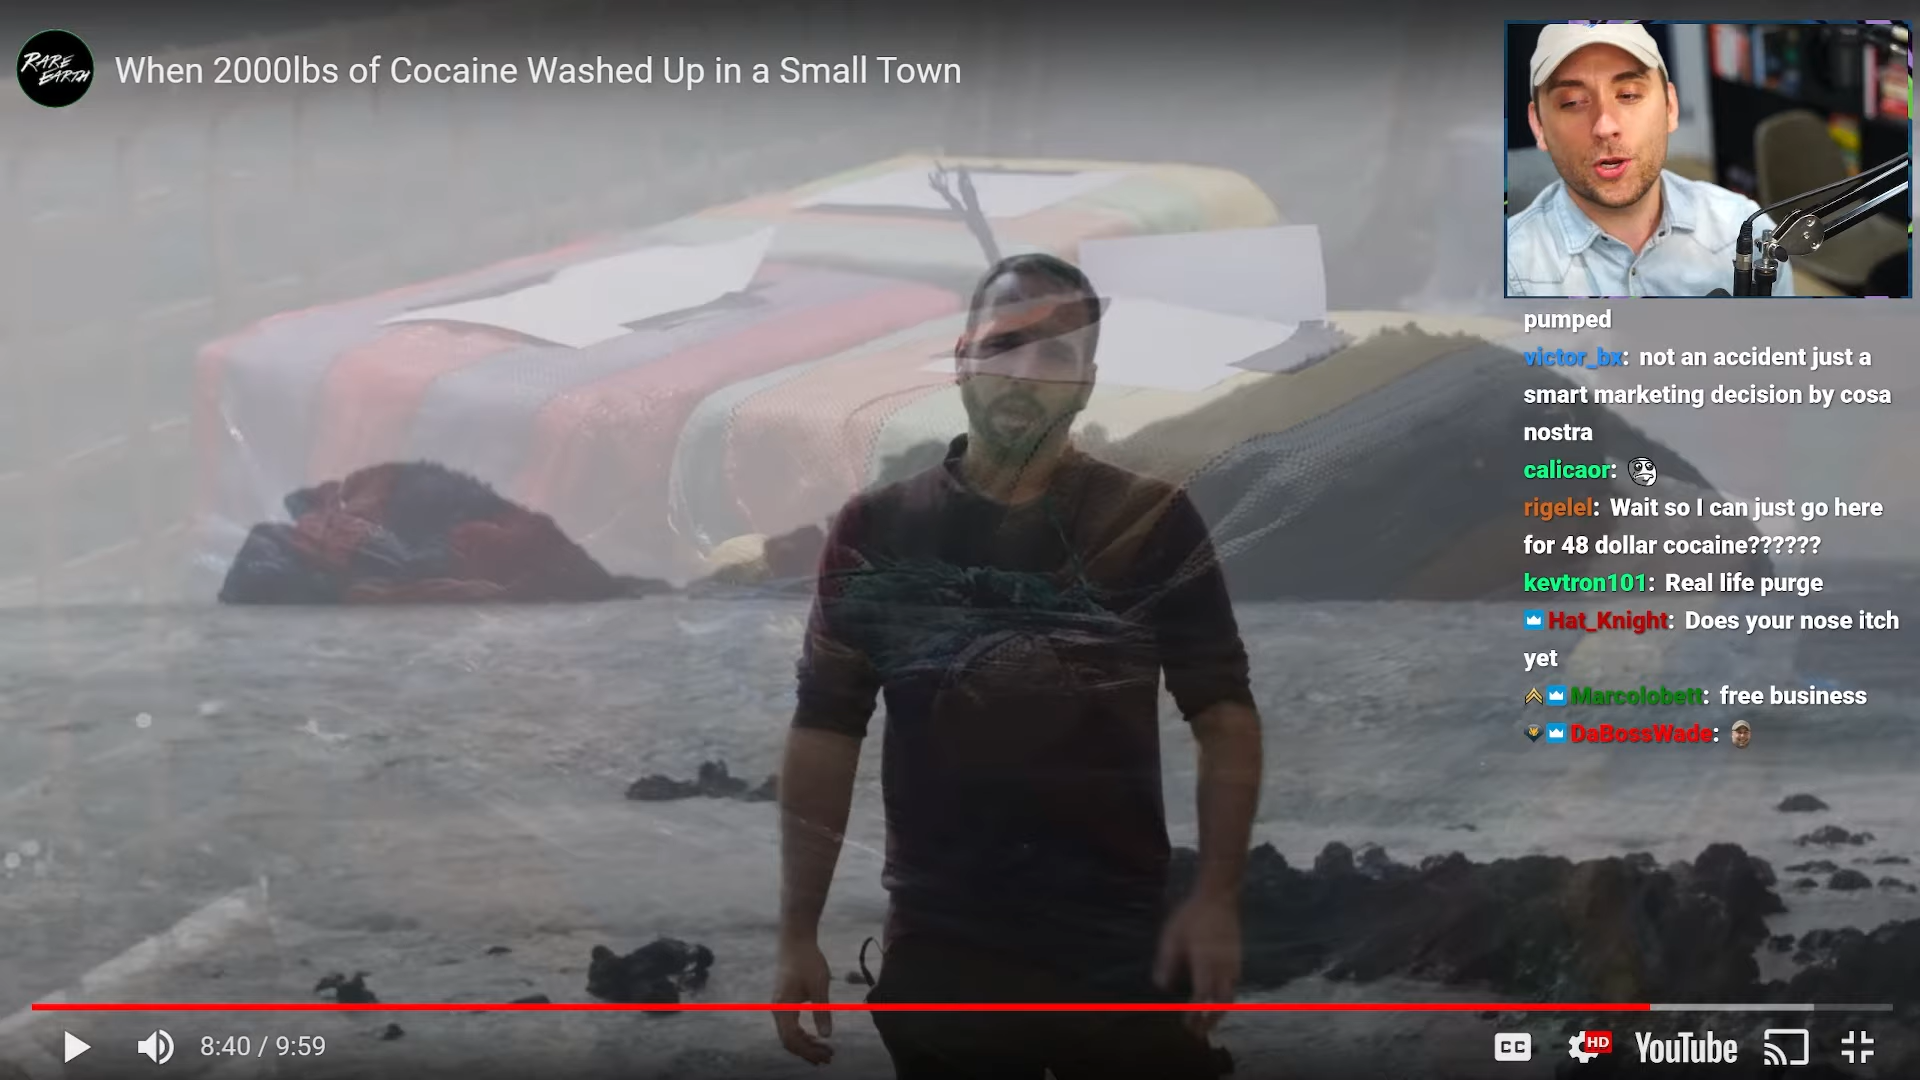 RARE EARTH
When 2000lbs of Cocaine Washed Up in a Small Town
pumped
victor_bx: not an accident just a
smart marketing decision by cosa
nostra
calicaor:
rigelel: Wait so I can just go here
for 48 dollar cocaine??????
kevtron101: Real life purge
Hat_Knight: Does your nose itch
yet
Marcolobett: free business
DaBossWade:
8:40 / 9:59
CC
HD
YouTube